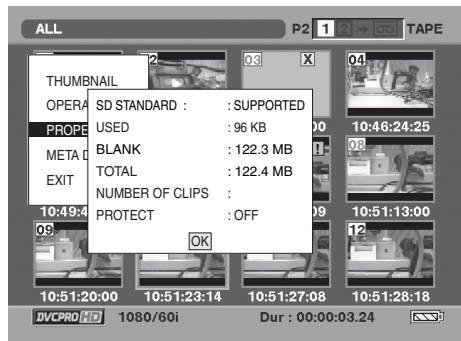 ALL P2 1 2 TAPE
2 03 X 04
THUMBNAIL
OPERA
PROPE
META D
EXIT
SD STANDARD : : SUPPORTED
USED : 96 KB
BLANK : 122.3 MB
TOTAL : 122.4 MB
NUMBER OF CLIPS :
PROTECT : OFF
OK
00 10:46:24:25
! 08
10:49:4 09 10:51:13:00
09 12
10:51:20:00 10:51:23:14 10:51:27:08 10:51:28:18
DVCPRO HD 1080/60i Dur : 00:00:03.24